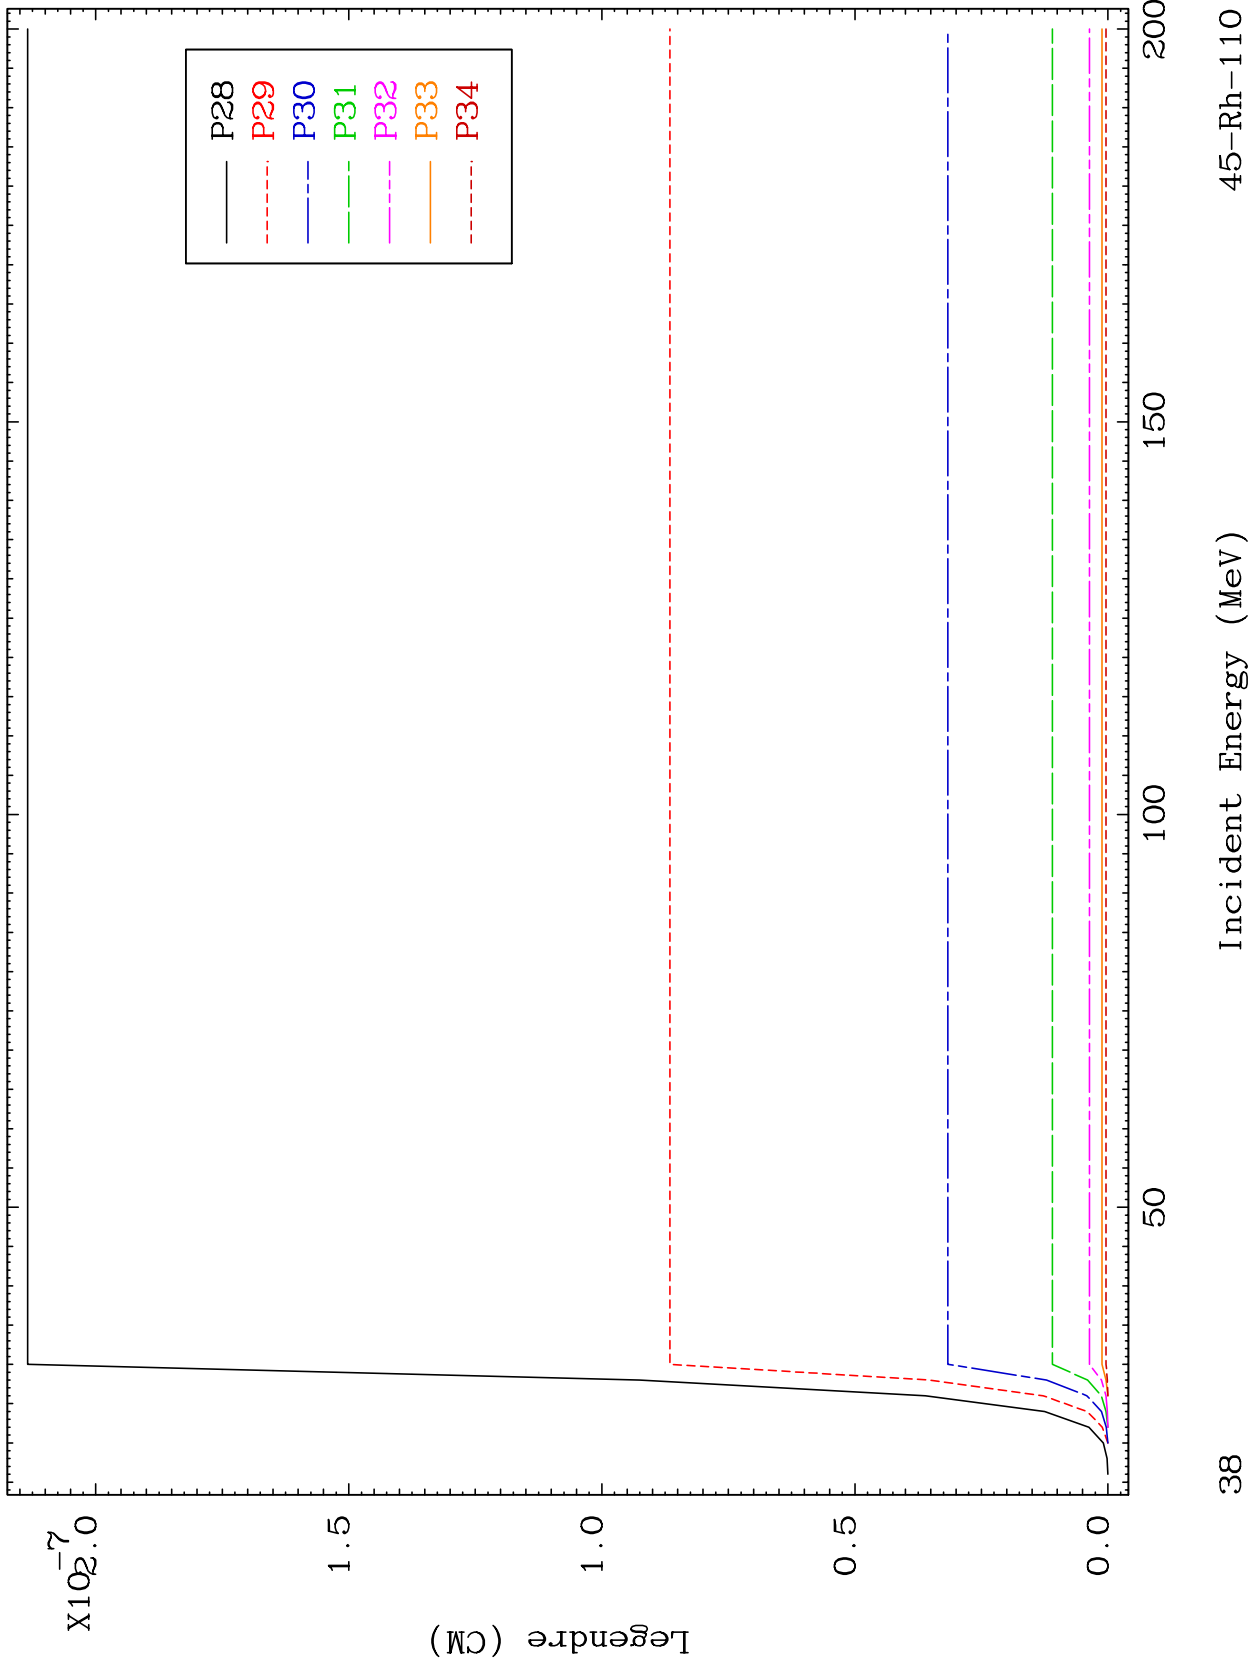 X10-7
2.0
1.5
1.0
0.5
0.0
Legendre (CM)
P28
P29
P30
P31
P32
P33
P34
50
100
150
200
Incident Energy (MeV)
38
45-Rh-110